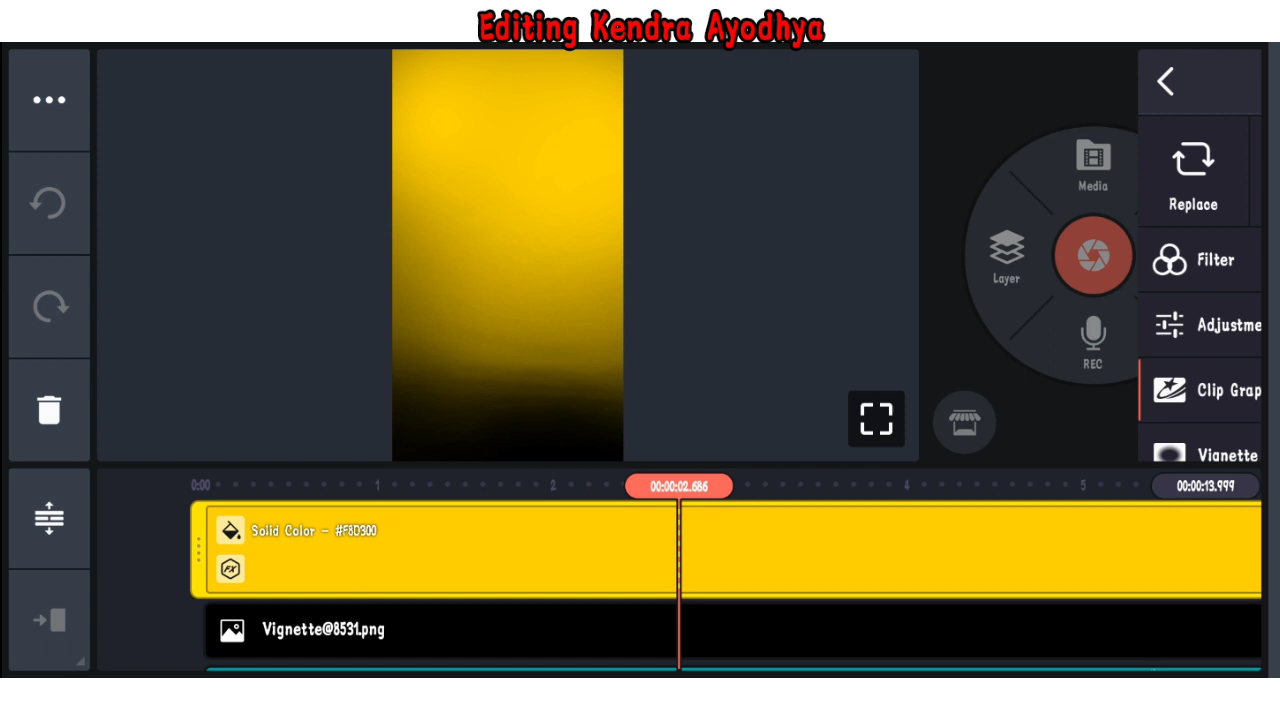 Editing Kendra Ayodhya
Media
Layer
REC
Replace
Filter
Adjustme
Clip Grap
Vignette
0:00
1
2
00:00:02.686
4
5
00:00:13.999
Solid Color - #F8D300
FX
Vignette@8531.png